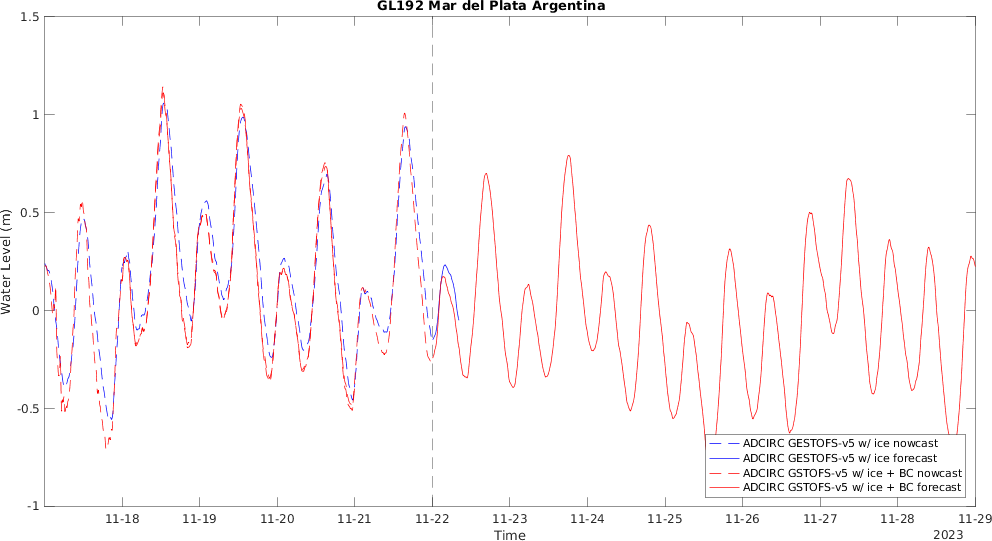 GL192 Mar del Plata Argentina
1.5
1
0.5
0
-0.5
-1
Water Level (m)
11-18
11-19
11-20
11-21
11-22
11-23
11-24
11-25
11-26
11-27
11-28
11-29
Time
2023
ADCIRC GESTOFS-v5 w/ ice nowcast
ADCIRC GESTOFS-v5 w/ ice forecast
ADCIRC GSTOFS-v5 w/ ice + BC nowcast
ADCIRC GSTOFS-v5 w/ ice + BC forecast